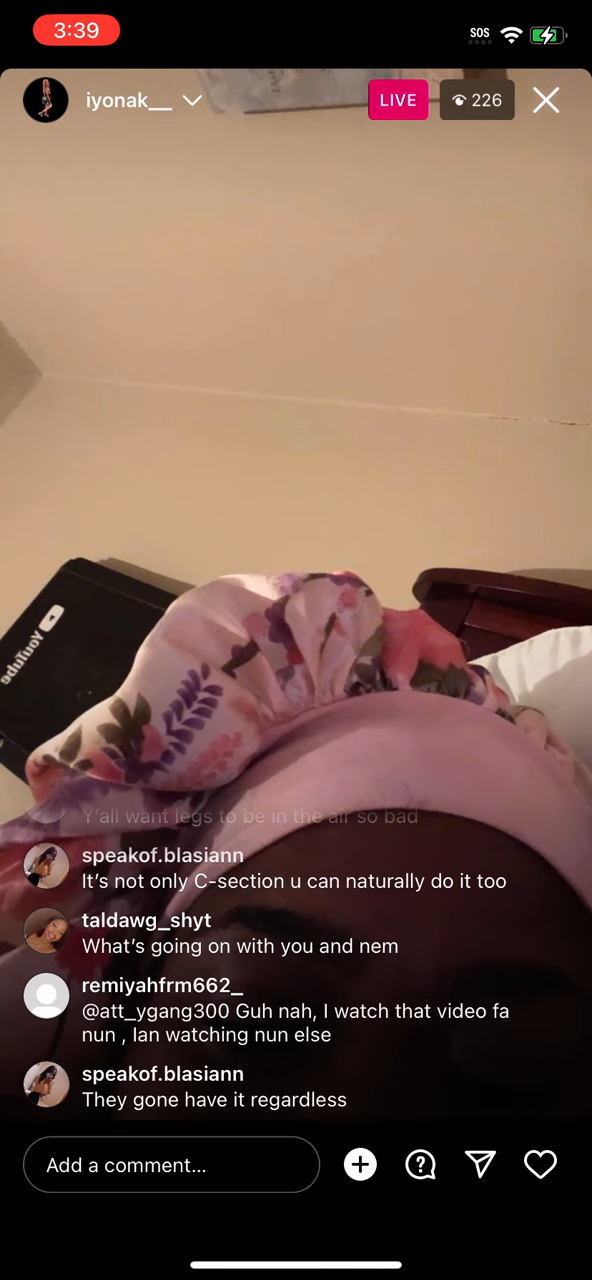 3:39
SOS
iyonak__
LIVE
226
YouTube
Y'all want legs to be in the air so bad
speakof.blasiann
It's not only C-section u can naturally do it too
taldawg_shyt
What's going on with you and nem
remiyahfrm662_
@att_ygang300 Guh nah, I watch that video fa
nun , Ian watching nun else
speakof.blasiann
They gone have it regardless
Add a comment...